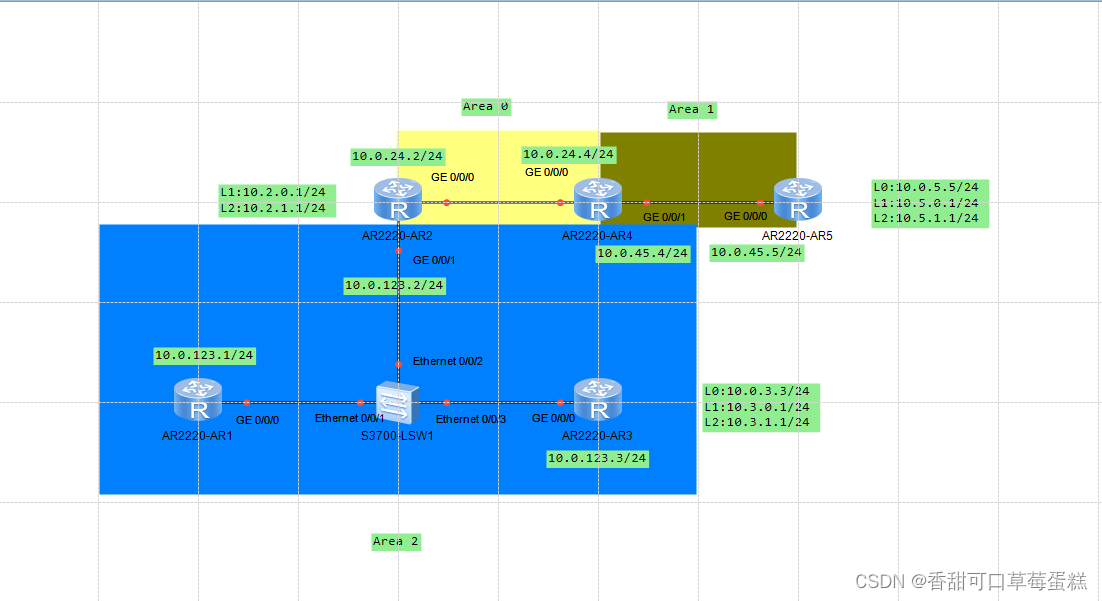 Area 0
Area 1
10.0.24.2/24
10.0.24.4/24
GE 0/0/0
GE 0/0/0
L1:10.2.0.1/24
L2:10.2.1.1/24
L0:10.0.5.5/24
L1:10.5.0.1/24
L2:10.5.1.1/24
R
R
R
GE 0/0/1
GE 0/0/0
AR2220-AR2
AR2220-AR4
AR2220-AR5
10.0.45.4/24
10.0.45.5/24
GE 0/0/1
10.0.123.2/24
10.0.123.1/24
Ethernet 0/0/2
L0:10.0.3.3/24
L1:10.3.0.1/24
L2:10.3.1.1/24
R
R
GE 0/0/0
Ethernet 0/0/1
Ethernet 0/0/3
GE 0/0/0
AR2220-AR1
S3700-LSW1
AR2220-AR3
10.0.123.3/24
Area 2
CSDN @香甜可口草莓蛋糕